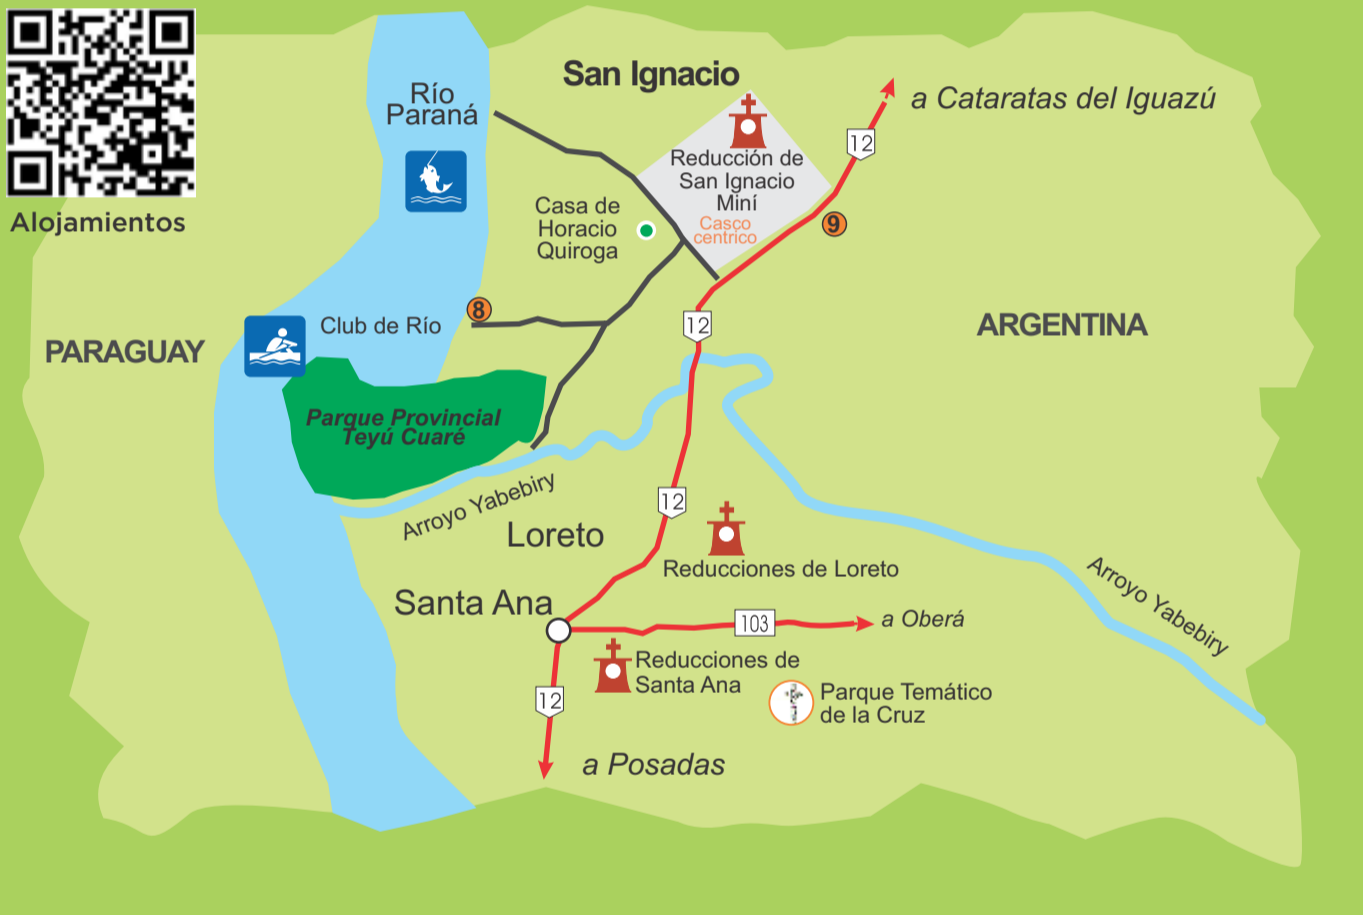 San Ignacio
Río
Paraná
a Cataratas del Iguazú
12
Reducción de
San Ignacio
Miní
Casco
centrico
Casa de
Horacio
Quiroga
9
Alojamientos
8
Club de Río
12
ARGENTINA
PARAGUAY
Parque Provincial
Teyú Cuaré
Arroyo Yabebiry
12
Loreto
Reducciones de Loreto
Arroyo Yabebiry
Santa Ana
103
a Oberá
Reducciones de
Santa Ana
12
Parque Temático
de la Cruz
a Posadas